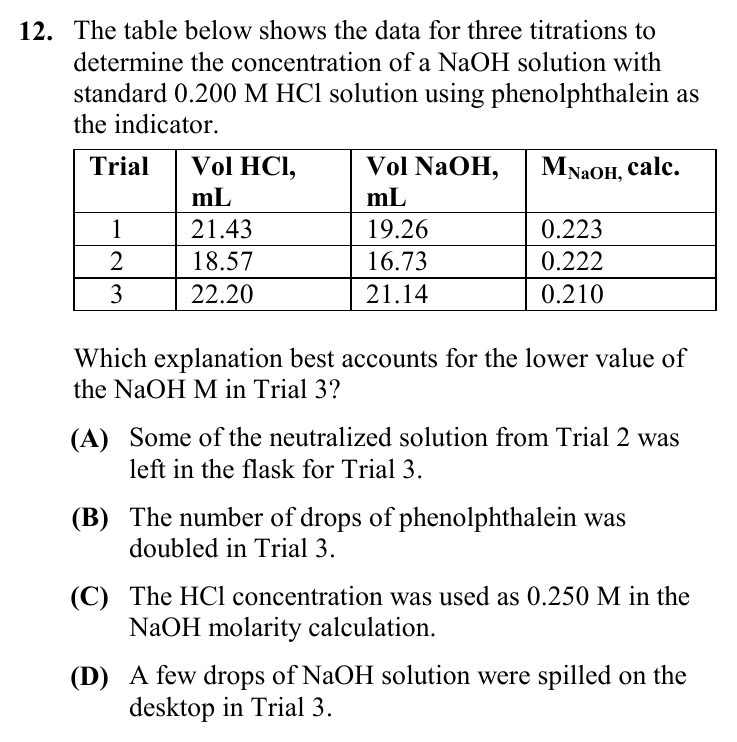 12. The table below shows the data for three titrations to
determine the concentration of a NaOH solution with
standard 0.200 M HCl solution using phenolphthalein as
the indicator.
Trial Vol HCl, mL Vol NaOH, mL MNaOH, calc.
1 21.43 19.26 0.223
2 18.57 16.73 0.222
3 22.20 21.14 0.210
Which explanation best accounts for the lower value of
the NaOH M in Trial 3?
(A) Some of the neutralized solution from Trial 2 was
left in the flask for Trial 3.
(B) The number of drops of phenolphthalein was
doubled in Trial 3.
(C) The HCl concentration was used as 0.250 M in the
NaOH molarity calculation.
(D) A few drops of NaOH solution were spilled on the
desktop in Trial 3.